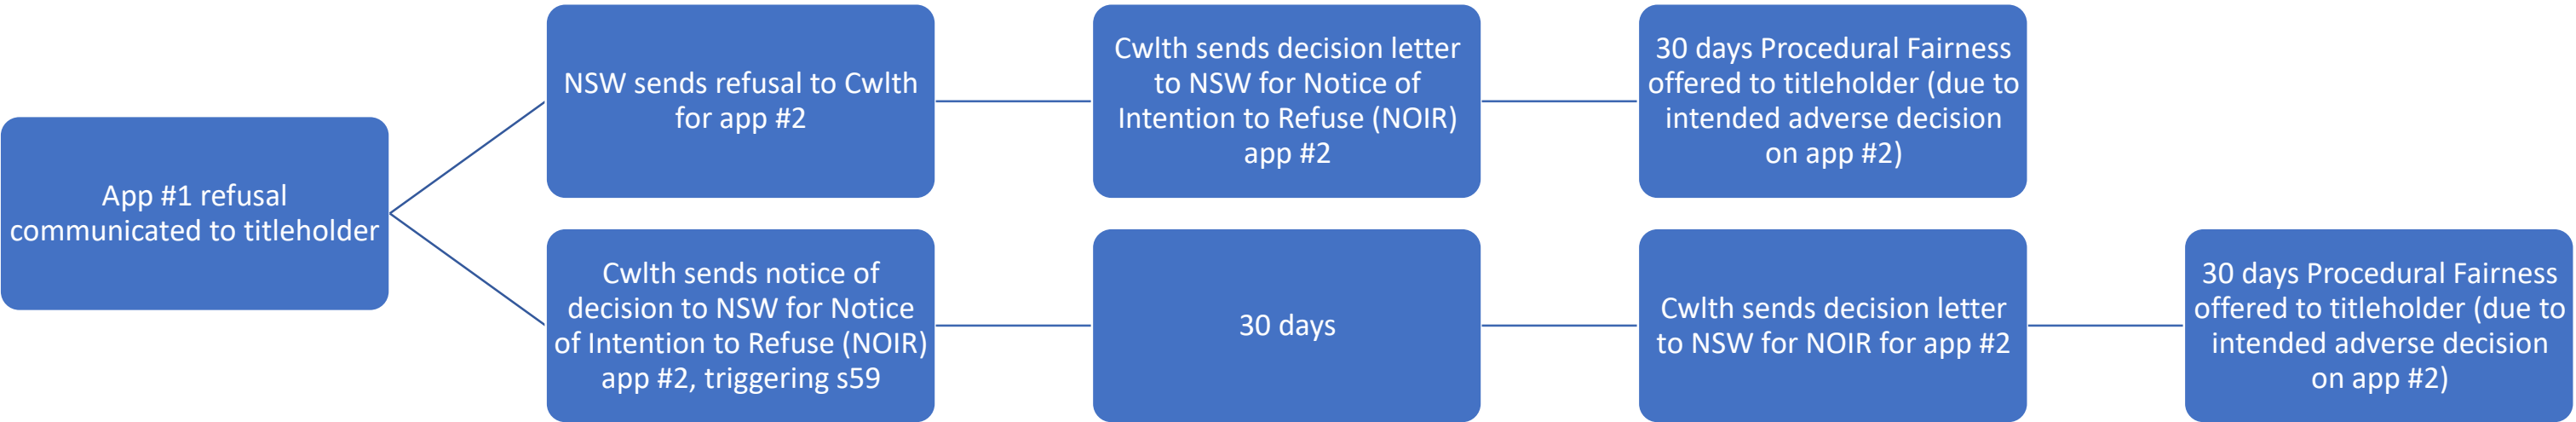 App #1 refusal
communicated to titleholder
NSW sends refusal to Cwlth
for app #2
Cwlth sends decision letter
to NSW for Notice of
Intention to Refuse (NOIR)
app #2
30 days Procedural Fairness
offered to titleholder (due to
intended adverse decision
on app #2)
Cwlth sends notice of
decision to NSW for Notice
of Intention to Refuse (NOIR)
app #2, triggering s59
30 days
Cwlth sends decision letter
to NSW for NOIR for app #2
30 days Procedural Fairness
offered to titleholder (due to
intended adverse decision
on app #2)